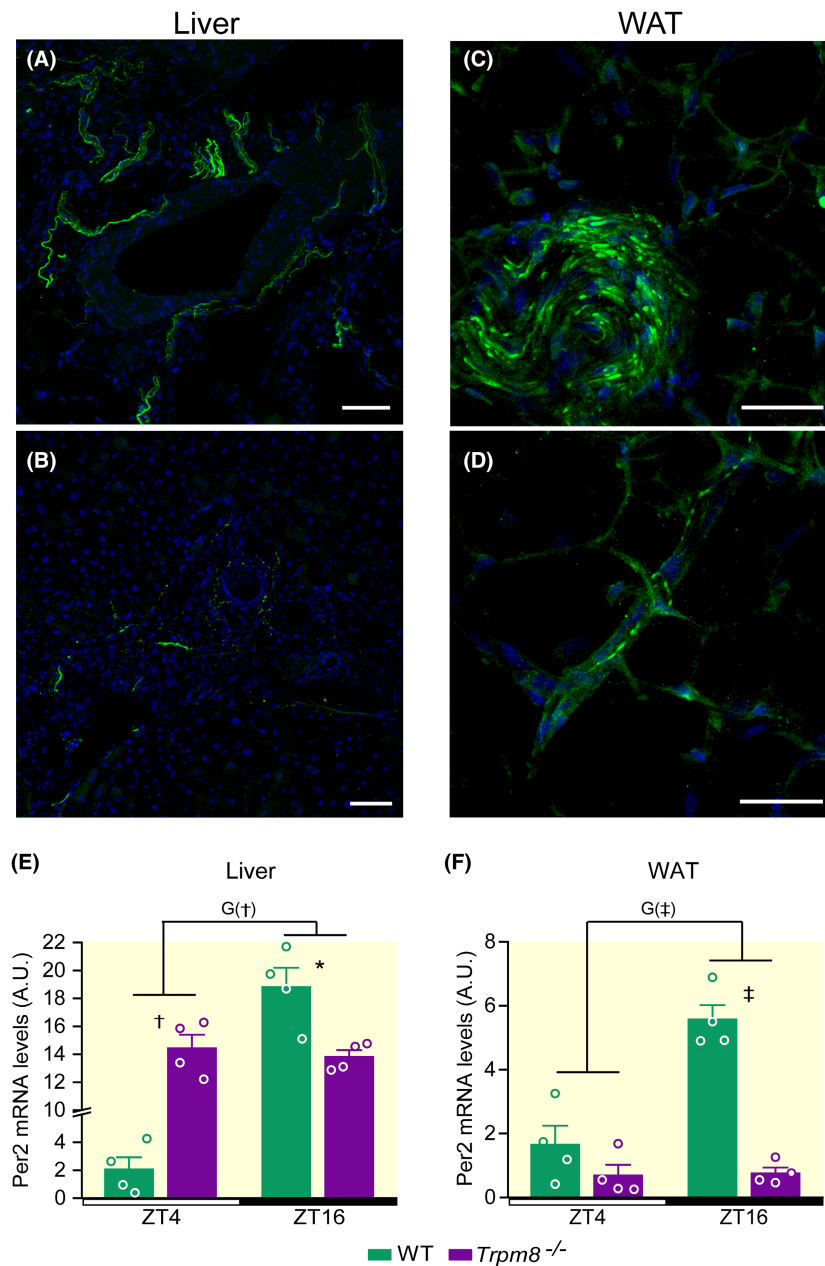 Liver
WAT
(A)
(C)
(B)
(D)
(E)
Liver
G(†)
Per2 mRNA levels (A.U.)
22
20
18
16
14
12
10
4
2
0
†
*
ZT4
ZT16
(F)
WAT
G(‡)
Per2 mRNA levels (A.U.)
8
6
4
2
0
‡
ZT4
ZT16
WT
Trpm8 -/-